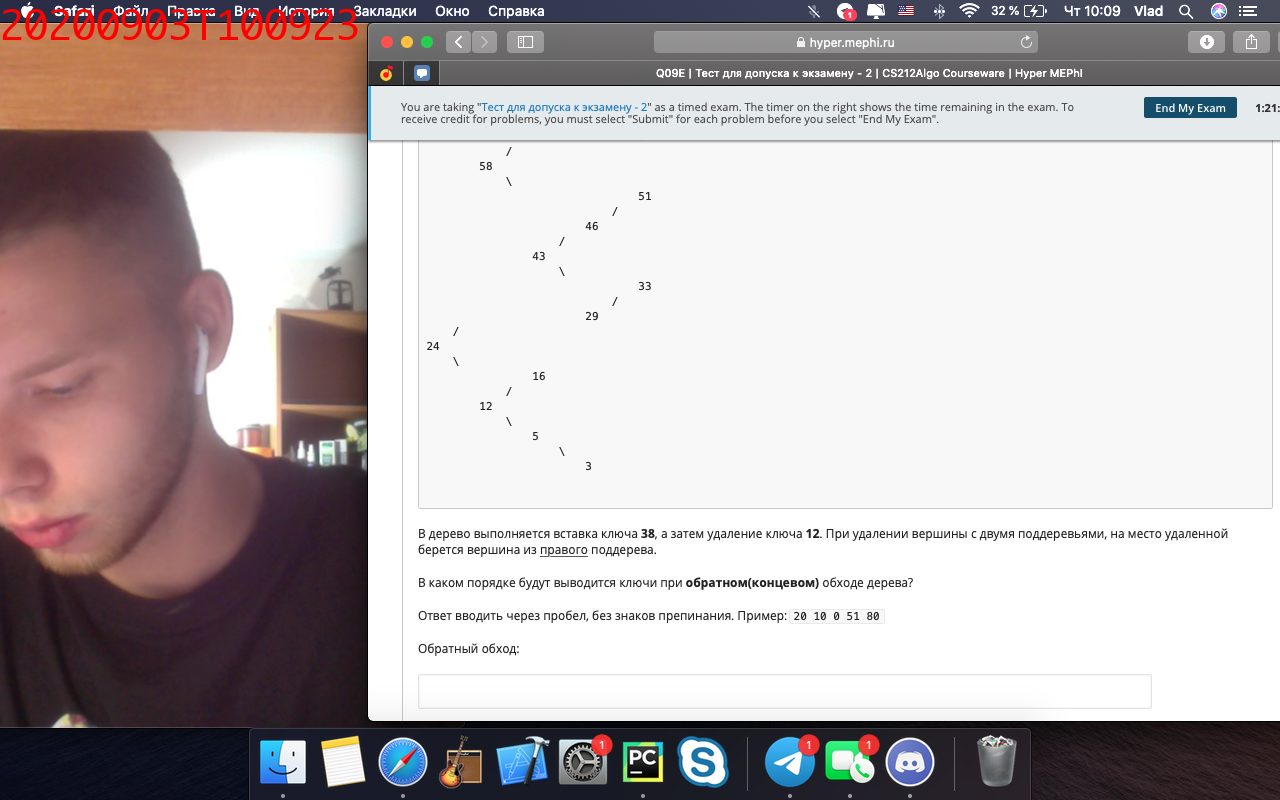 20200903T100923
Safari Файл Правка Вид История Закладки Окно Справка 1 32 % Чт 10:09 Vlad
hyper.mephi.ru
Q09E | Тест для допуска к экзамену - 2 | CS212Algo Courseware | Hyper MEPhI
You are taking "Тест для допуска к экзамену - 2" as a timed exam. The timer on the right shows the time remaining in the exam. To
receive credit for problems, you must select "Submit" for each problem before you select "End My Exam".
End My Exam 1:21:
/
58
\
51
/
46
/
43
\
33
/
29
/
24
\
16
/
12
\
5
\
3
В дерево выполняется вставка ключа 38, а затем удаление ключа 12. При удалении вершины с двумя поддеревьями, на место удаленной
берется вершина из правого поддерева.
В каком порядке будут выводится ключи при обратном(концевом) обходе дерева?
Ответ вводить через пробел, без знаков препинания. Пример: 20 10 0 51 80
Обратный обход:
1 PC 1 1